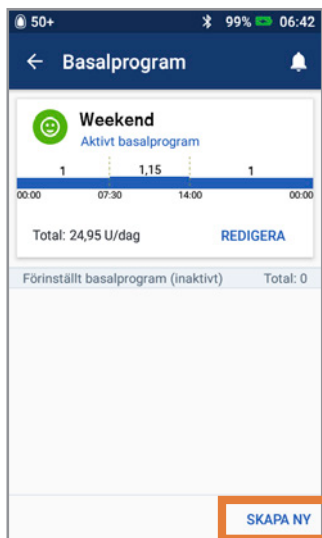 50+ 99% 06:42
Basalprogram
Weekend
Aktivt basalprogram
1 1,15 1
00:00 07:30 14:00 00:00
Total: 24,95 U/dag REDIGERA
Förinställt basalprogram (inaktivt) Total: 0
SKAPA NY